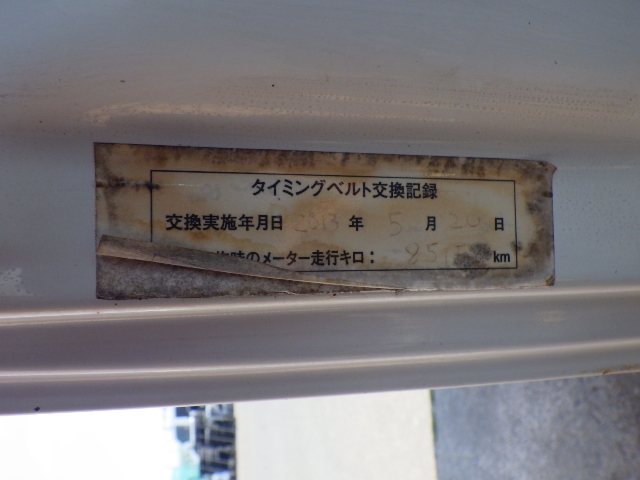 タイミングベルト交換記録
交換実施年月日 2013 年 5 月 20 日
時のメーター走行キロ： km